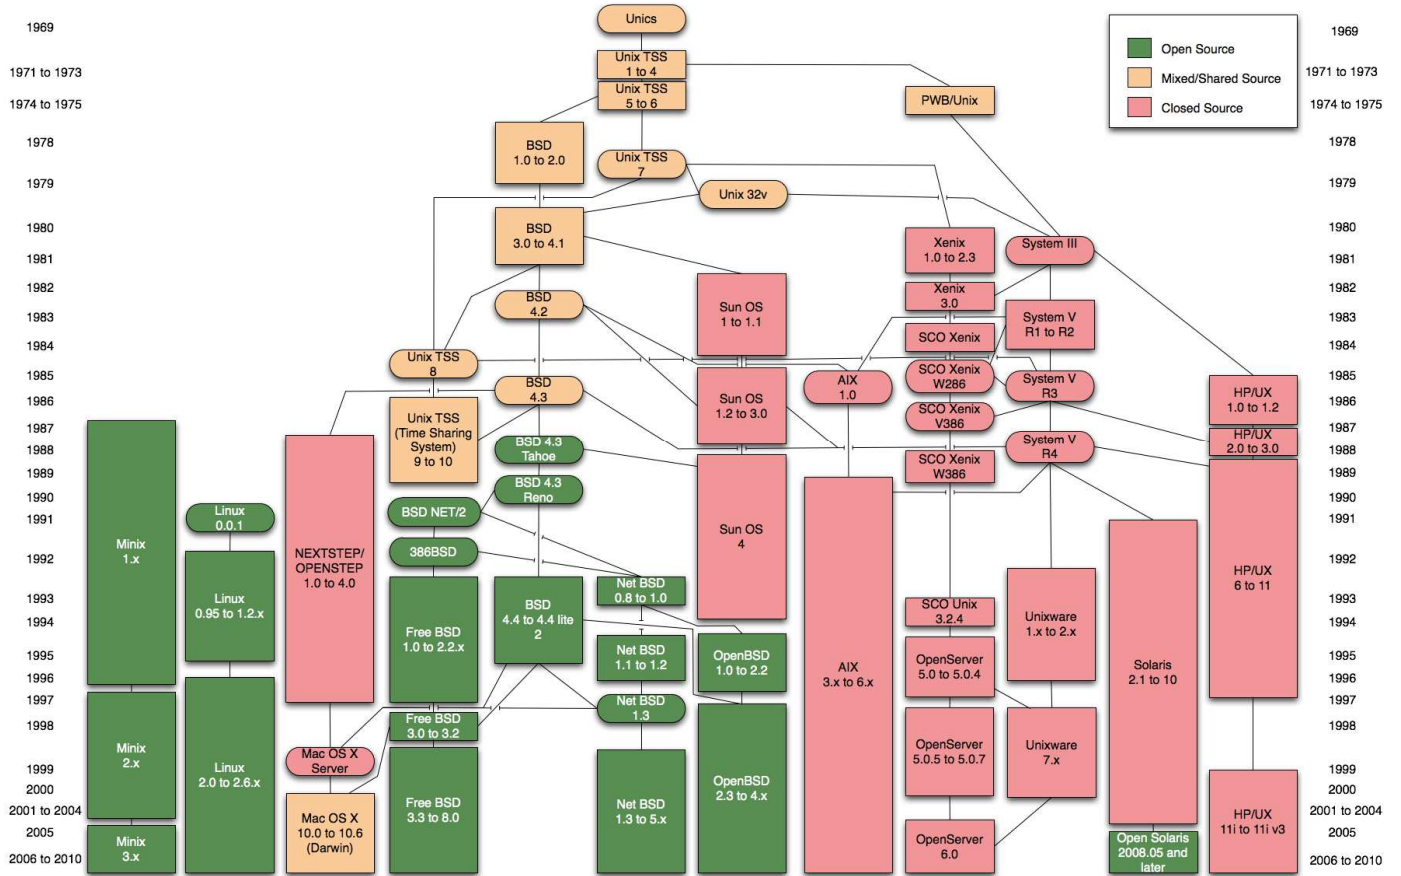 Unics
1969
1969
Open Source
Mixed/Shared Source
Closed Source
Unix TSS
1 to 4
1971 to 1973
1971 to 1973
Unix TSS
5 to 6
PWB/Unix
1974 to 1975
1974 to 1975
BSD
1.0 to 2.0
1978
1978
Unix TSS
7
Unix 32v
1979
1979
BSD
3.0 to 4.1
Xenix
1.0 to 2.3
System III
1980
1980
1981
1981
Sun OS
1 to 1.1
Xenix
3.0
1982
1982
BSD
4.2
System V
R1 to R2
1983
1983
SCO Xenix
1984
1984
Unix TSS
8
SCO Xenix
W286
AIX
1.0
System V
R3
HP/UX
1.0 to 1.2
1985
1985
BSD
4.3
Sun OS
1.2 to 3.0
1986
1986
Unix TSS
(Time Sharing
System)
9 to 10
SCO Xenix
V386
1987
1987
BSD 4.3
Tahoe
System V
R4
HP/UX
2.0 to 3.0
1988
1988
SCO Xenix
W386
1989
1989
BSD 4.3
Reno
1990
1990
Linux
0.0.1
BSD NET/2
1991
1991
Minix
1.x
NEXTSTEP/
OPENSTEP
1.0 to 4.0
386BSD
Sun OS
4
HP/UX
6 to 11
1992
1992
Linux
0.95 to 1.2.x
Net BSD
0.8 to 1.0
BSD
4.4 to 4.4 lite
2
SCO Unix
3.2.4
Unixware
1.x to 2.x
1993
1993
1994
1994
Free BSD
1.0 to 2.2.x
Net BSD
1.1 to 1.2
OpenBSD
1.0 to 2.2
AIX
3.x to 6.x
OpenServer
5.0 to 5.0.4
Solaris
2.1 to 10
1995
1995
1996
1996
Net BSD
1.3
1997
1997
Free BSD
3.0 to 3.2
1998
1998
Minix
2.x
Linux
2.0 to 2.6.x
Mac OS X
Server
OpenServer
5.0.5 to 5.0.7
Unixware
7.x
1999
1999
2000
2000
OpenBSD
2.3 to 4.x
Free BSD
3.3 to 8.0
Net BSD
1.3 to 5.x
2001 to 2004
2001 to 2004
Mac OS X
10.0 to 10.6
(Darwin)
HP/UX
11i to 11i v3
2005
2005
Minix
3.x
OpenServer
6.0
Open Solaris
2008.05 and
later
2006 to 2010
2006 to 2010